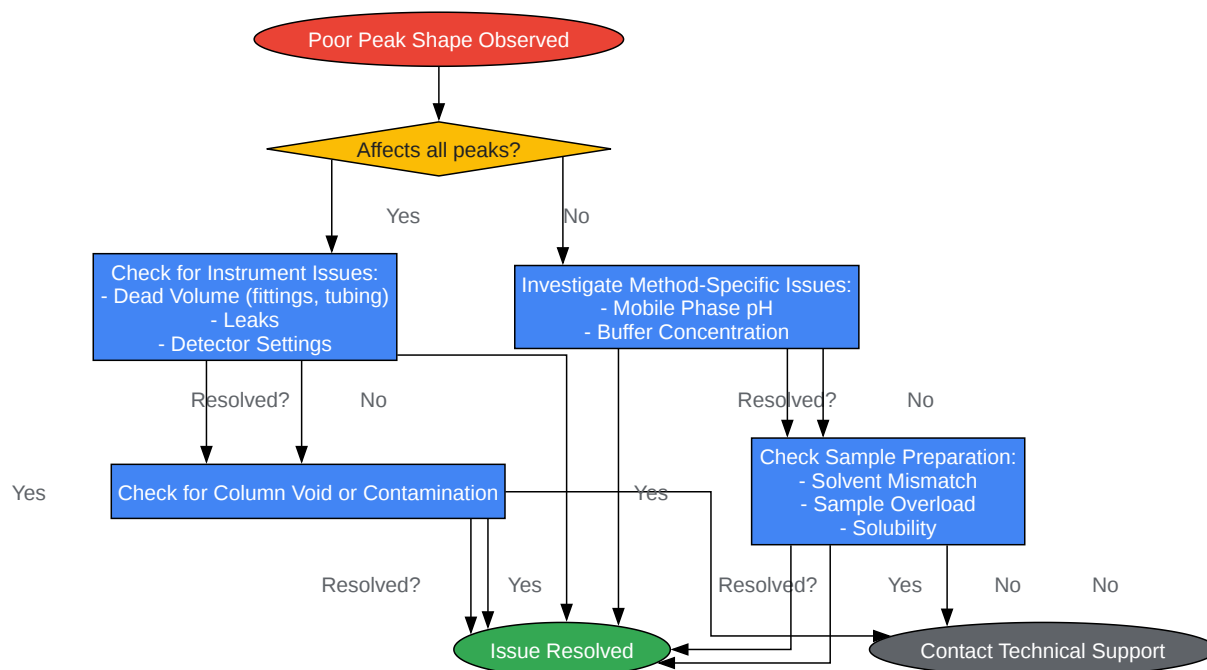 Poor Peak Shape Observed
Affects all peaks?
Yes
No
Check for Instrument Issues:
- Dead Volume (fittings, tubing)
- Leaks
- Detector Settings
Investigate Method-Specific Issues:
- Mobile Phase pH
- Buffer Concentration
Resolved?
No
Resolved?
No
Yes
Check for Column Void or Contamination
Yes
Check Sample Preparation:
- Solvent Mismatch
- Sample Overload
- Solubility
Resolved?
Yes
Resolved?
Yes
No
No
Issue Resolved
Contact Technical Support